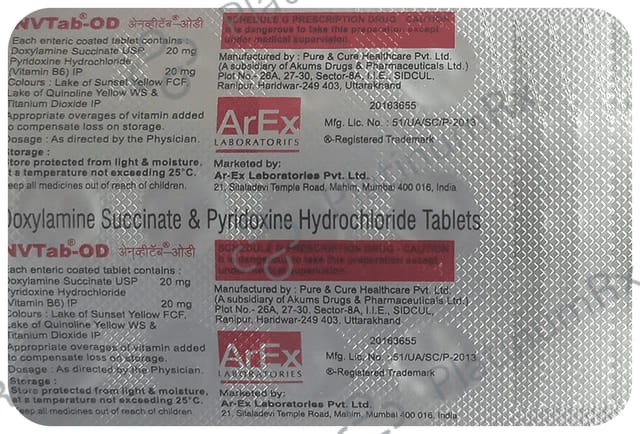 NVTab®-OD अेनव्हीटॅब®-ओडी
Each enteric coated tablet contains :
Doxylamine Succinate USP 20 mg
Pyridoxine Hydrochloride
(Vitamin B6) IP 20 mg
Colours : Lake of Sunset Yellow FCF,
Lake of Quinoline Yellow WS &
Titanium Dioxide IP
Appropriate overages of vitamin added
to compensate loss on storage.
Dosage : As directed by the Physician.
Storage :
Store protected from light & moisture,
at a temperature not exceeding 25°C.
Keep all medicines out of reach of children.
SCHEDULE G PRESCRIPTION DRUG - CAUTION
It is dangerous to take this preparation except
under medical supervision.
Manufactured by : Pure & Cure Healthcare Pvt. Ltd.
(A subsidiary of Akums Drugs & Pharmaceuticals Ltd.)
Plot No.- 26A, 27-30, Sector-8A, I.I.E., SIDCUL,
Ranipur, Haridwar-249 403, Uttarakhand
ArEx
LABORATORIES
20163655
Mfg. Lic. No. : 51/UA/SC/P-2013
®-Registered Trademark
Marketed by:
Ar-Ex Laboratories Pvt. Ltd.
21, Sitaladevi Temple Road, Mahim, Mumbai 400 016, India
Doxylamine Succinate & Pyridoxine Hydrochloride Tablets
NVTab®-OD अेनव्हीटॅब®-ओडी
Each enteric coated tablet contains :
Doxylamine Succinate USP 20 mg
Pyridoxine Hydrochloride
(Vitamin B6) IP 20 mg
Colours : Lake of Sunset Yellow FCF,
Lake of Quinoline Yellow WS &
Titanium Dioxide IP
Appropriate overages of vitamin added
to compensate loss on storage.
Dosage : As directed by the Physician.
Storage :
Store protected from light & moisture,
at a temperature not exceeding 25°C.
Keep all medicines out of reach of children.
SCHEDULE G PRESCRIPTION DRUG - CAUTION
It is dangerous to take this preparation except
under medical supervision.
Manufactured by : Pure & Cure Healthcare Pvt. Ltd.
(A subsidiary of Akums Drugs & Pharmaceuticals Ltd.)
Plot No.- 26A, 27-30, Sector-8A, I.I.E., SIDCUL,
Ranipur, Haridwar-249 403, Uttarakhand
ArEx
LABORATORIES
20163655
Mfg. Lic. No. : 51/UA/SC/P-2013
®-Registered Trademark
Marketed by:
Ar-Ex Laboratories Pvt. Ltd.
21, Sitaladevi Temple Road, Mahim, Mumbai 400 016, India